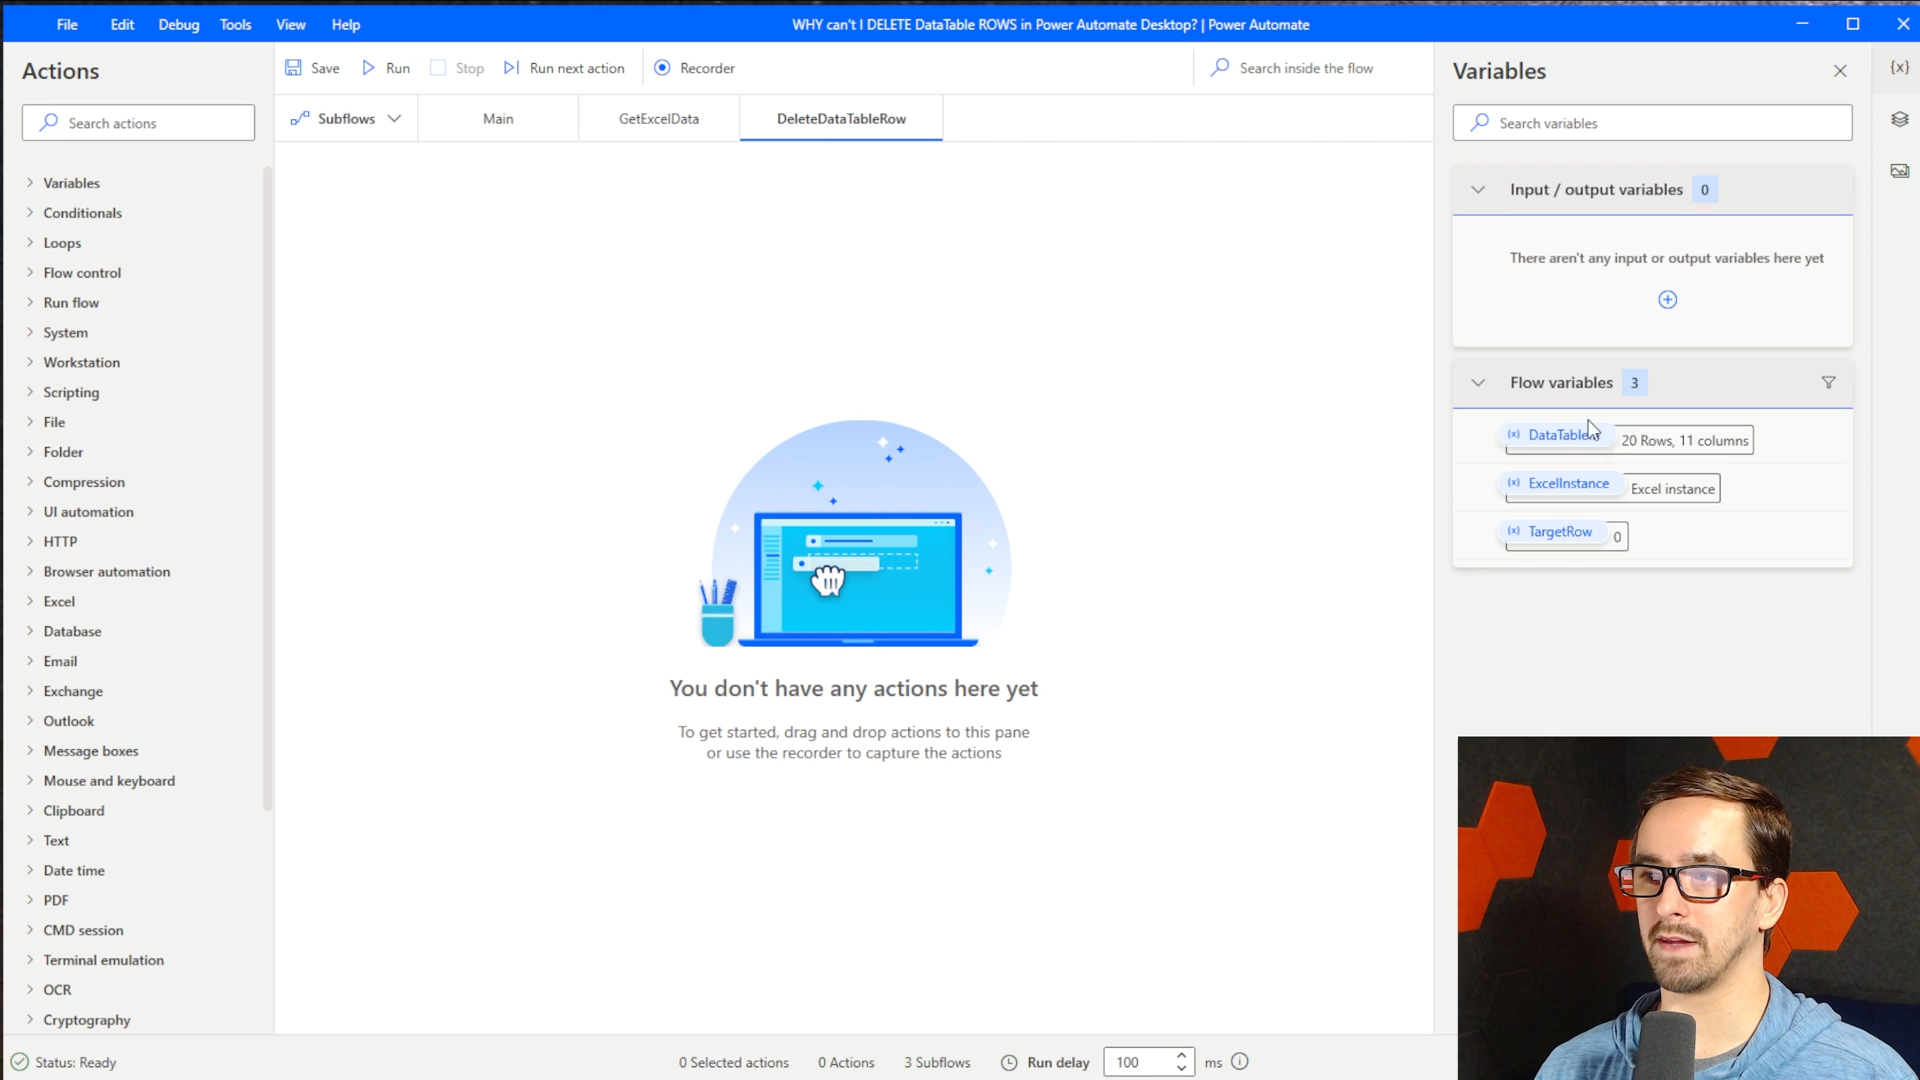 File Edit Debug Tools View Help
WHY can't I DELETE DataTable ROWS in Power Automate Desktop? | Power Automate
Actions
Search actions
Variables
Conditionals
Loops
Flow control
Run flow
System
Workstation
Scripting
File
Folder
Compression
UI automation
HTTP
Browser automation
Excel
Database
Email
Exchange
Outlook
Message boxes
Mouse and keyboard
Clipboard
Text
Date time
PDF
CMD session
Terminal emulation
OCR
Cryptography
Save Run Stop Run next action Recorder
Search inside the flow
Subflows Main GetExcelData DeleteDataTableRow
You don't have any actions here yet
To get started, drag and drop actions to this pane
or use the recorder to capture the actions
Variables
{x}
Search variables
Input / output variables 0
There aren't any input or output variables here yet
Flow variables 3
(x) DataTable 20 Rows, 11 columns
(x) ExcelInstance Excel instance
(x) TargetRow 0
Status: Ready
0 Selected actions 0 Actions 3 Subflows Run delay 100 ms